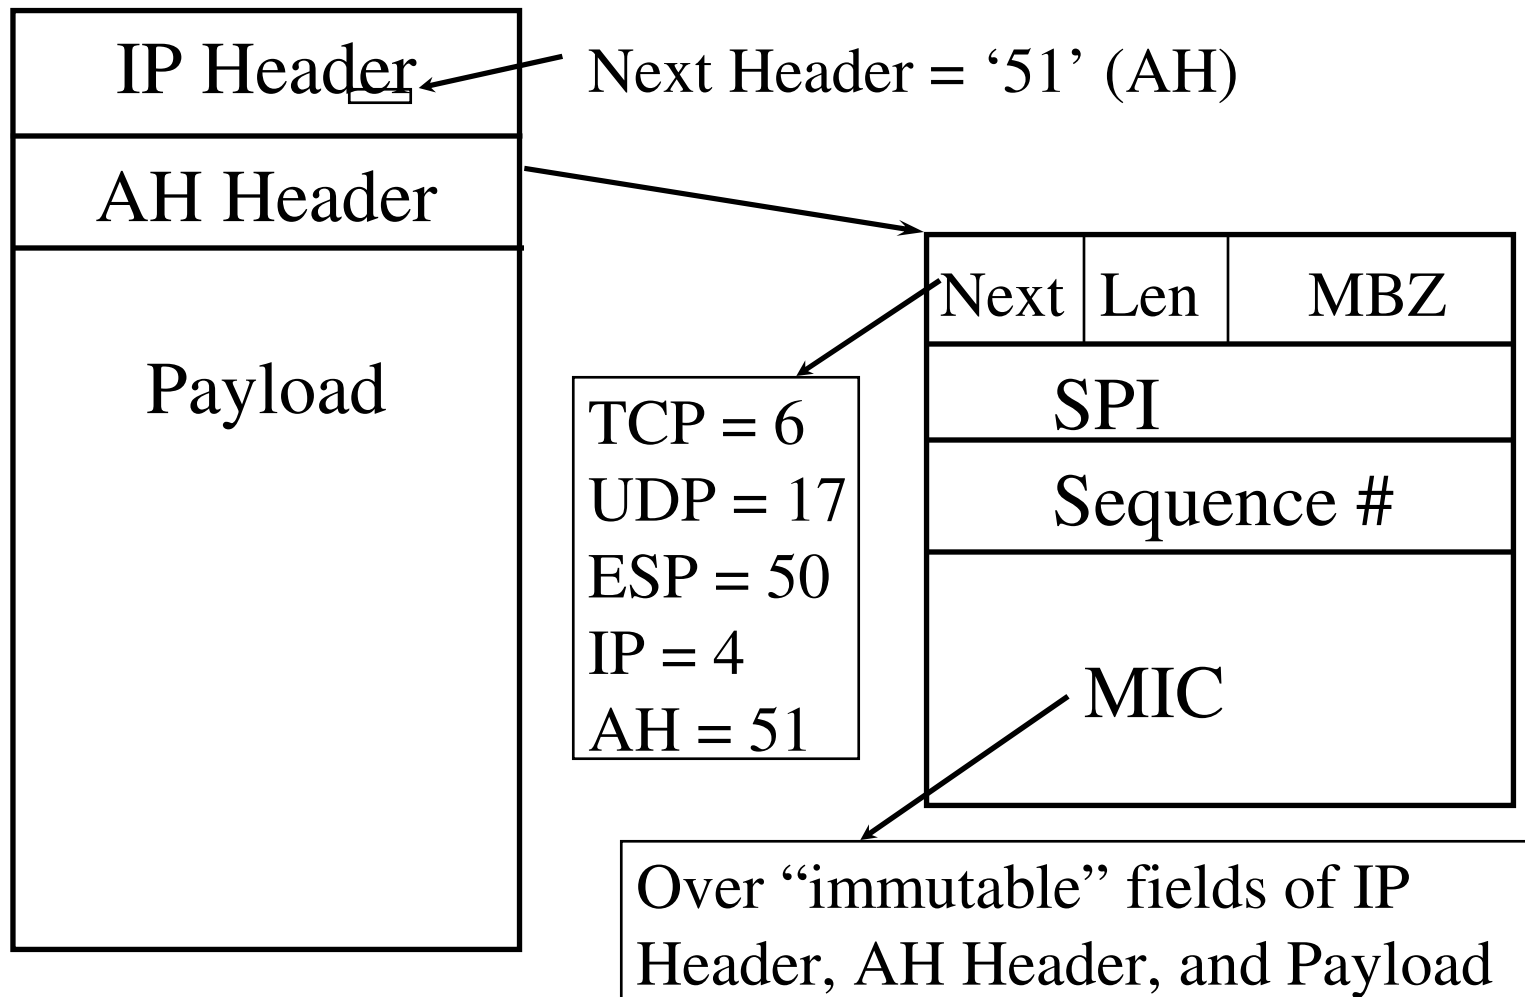 IP Header
Next Header = ‘51’ (AH)
AH Header
Payload
Next Len MBZ
SPI
Sequence #
MIC
TCP = 6
UDP = 17
ESP = 50
IP = 4
AH = 51
Over “immutable” fields of IP
Header, AH Header, and Payload